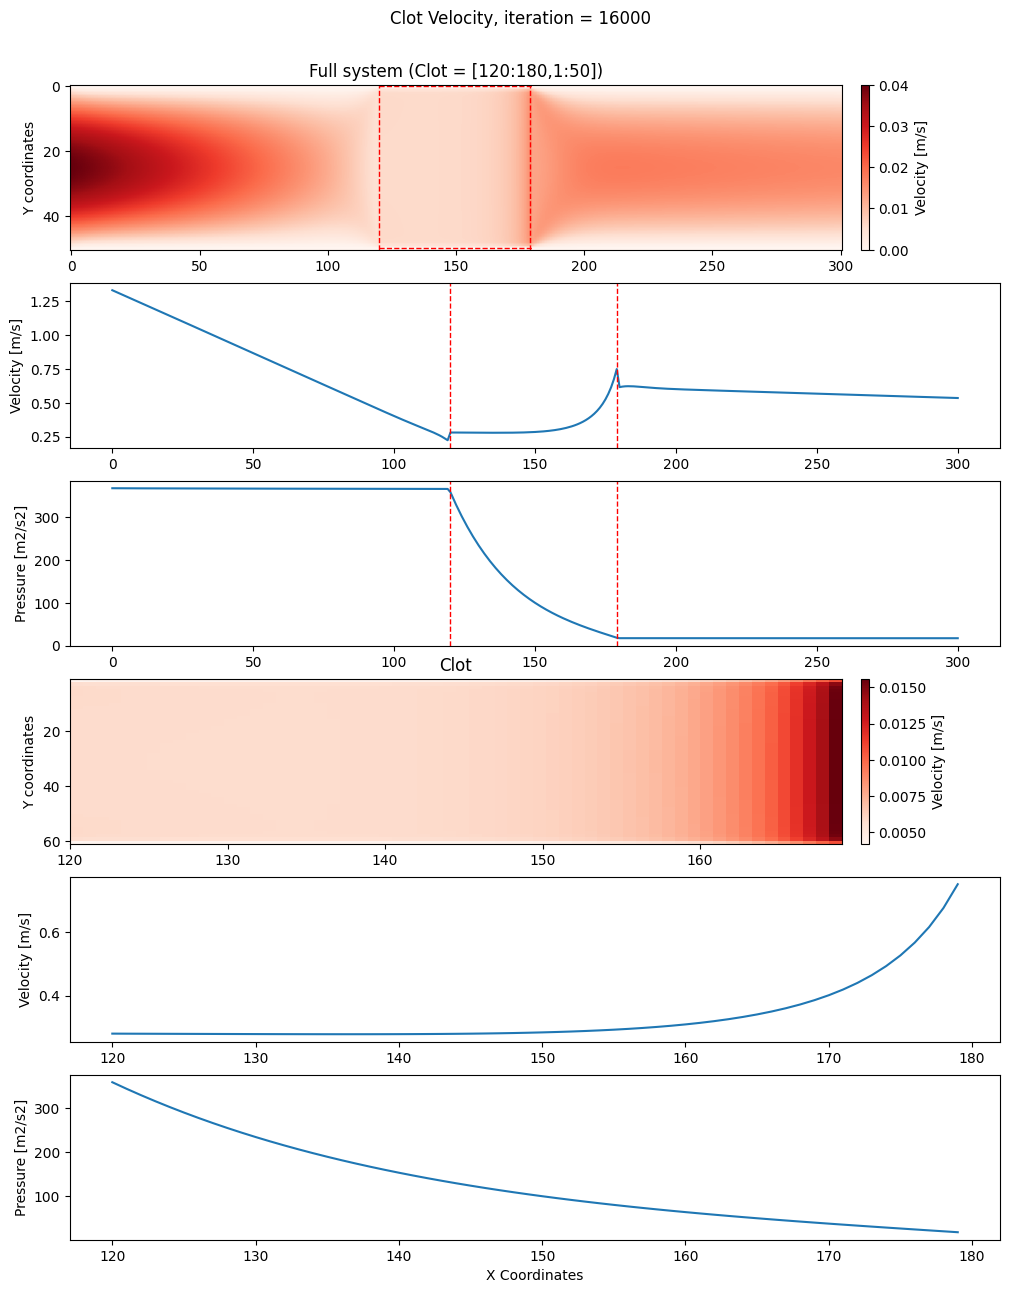 Clot Velocity, iteration = 16000
Full system (Clot = [120:180,1:50])
0
20
40
Y coordinates
0 50 100 150 200 250 300
0.04
0.03
0.02
0.01
0.00
Velocity [m/s]
1.25
1.00
0.75
0.50
0.25
Velocity [m/s]
0 50 100 150 200 250 300
300
200
100
0
Pressure [m2/s2]
0 50 100 150 200 250 300
Clot
20
40
60
Y coordinates
120 130 140 150 160
0.0150
0.0125
0.0100
0.0075
0.0050
Velocity [m/s]
0.6
0.4
Velocity [m/s]
120 130 140 150 160 170 180
300
200
100
Pressure [m2/s2]
120 130 140 150 160 170 180
X Coordinates